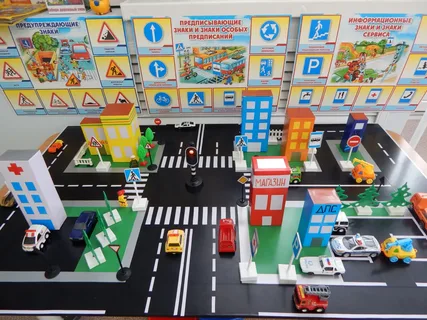 ПРЕДУПРЕЖДАЮЩИЕ
ЗНАКИ
ПРЕДПИСЫВАЮЩИЕ
ЗНАКИ И ЗНАКИ ОСОБЫХ
ПРЕДПИСАНИЙ
ИНФОРМАЦИОННЫЕ
ЗНАКИ И ЗНАКИ
СЕРВИСА
МАГАЗИН
ДПС